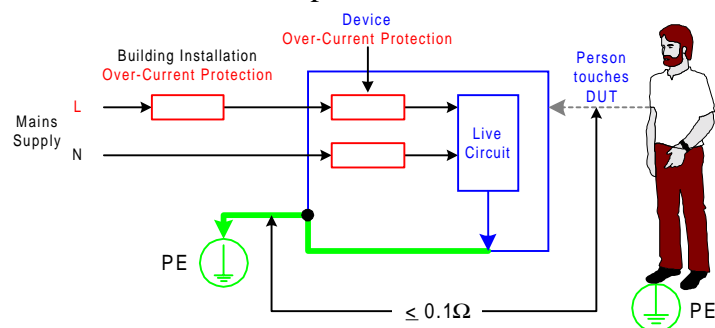 Device
Over-Current Protection
Building Installation
Over-Current Protection
Person
touches
DUT
Mains
Supply
L
N
Live
Circuit
PE
≤ 0.1Ω
PE